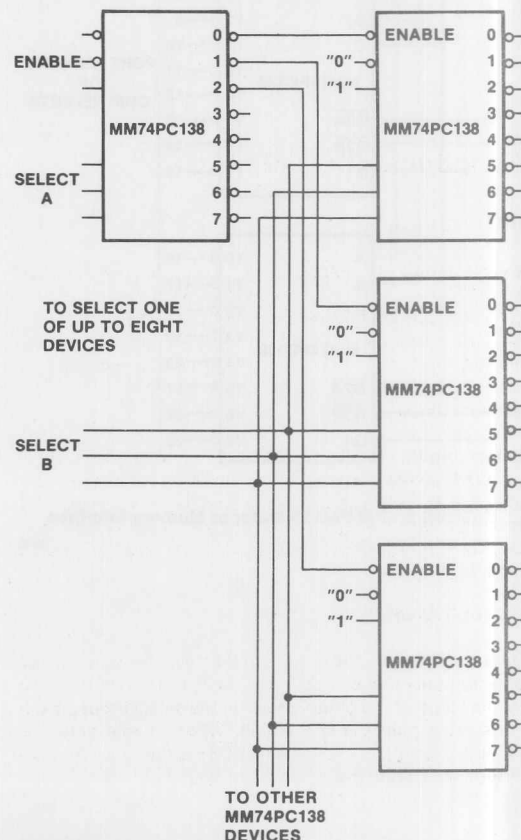 ENABLE
SELECT
A
MM74PC138
0
1
2
3
4
5
6
7
ENABLE
"0"
"1"
MM74PC138
0
1
2
3
4
5
6
7
TO SELECT ONE
OF UP TO EIGHT
DEVICES
SELECT
B
ENABLE
"0"
"1"
MM74PC138
0
1
2
3
4
5
6
7
ENABLE
"0"
"1"
MM74PC138
0
1
2
3
4
5
6
7
TO OTHER
MM74PC138
DEVICES